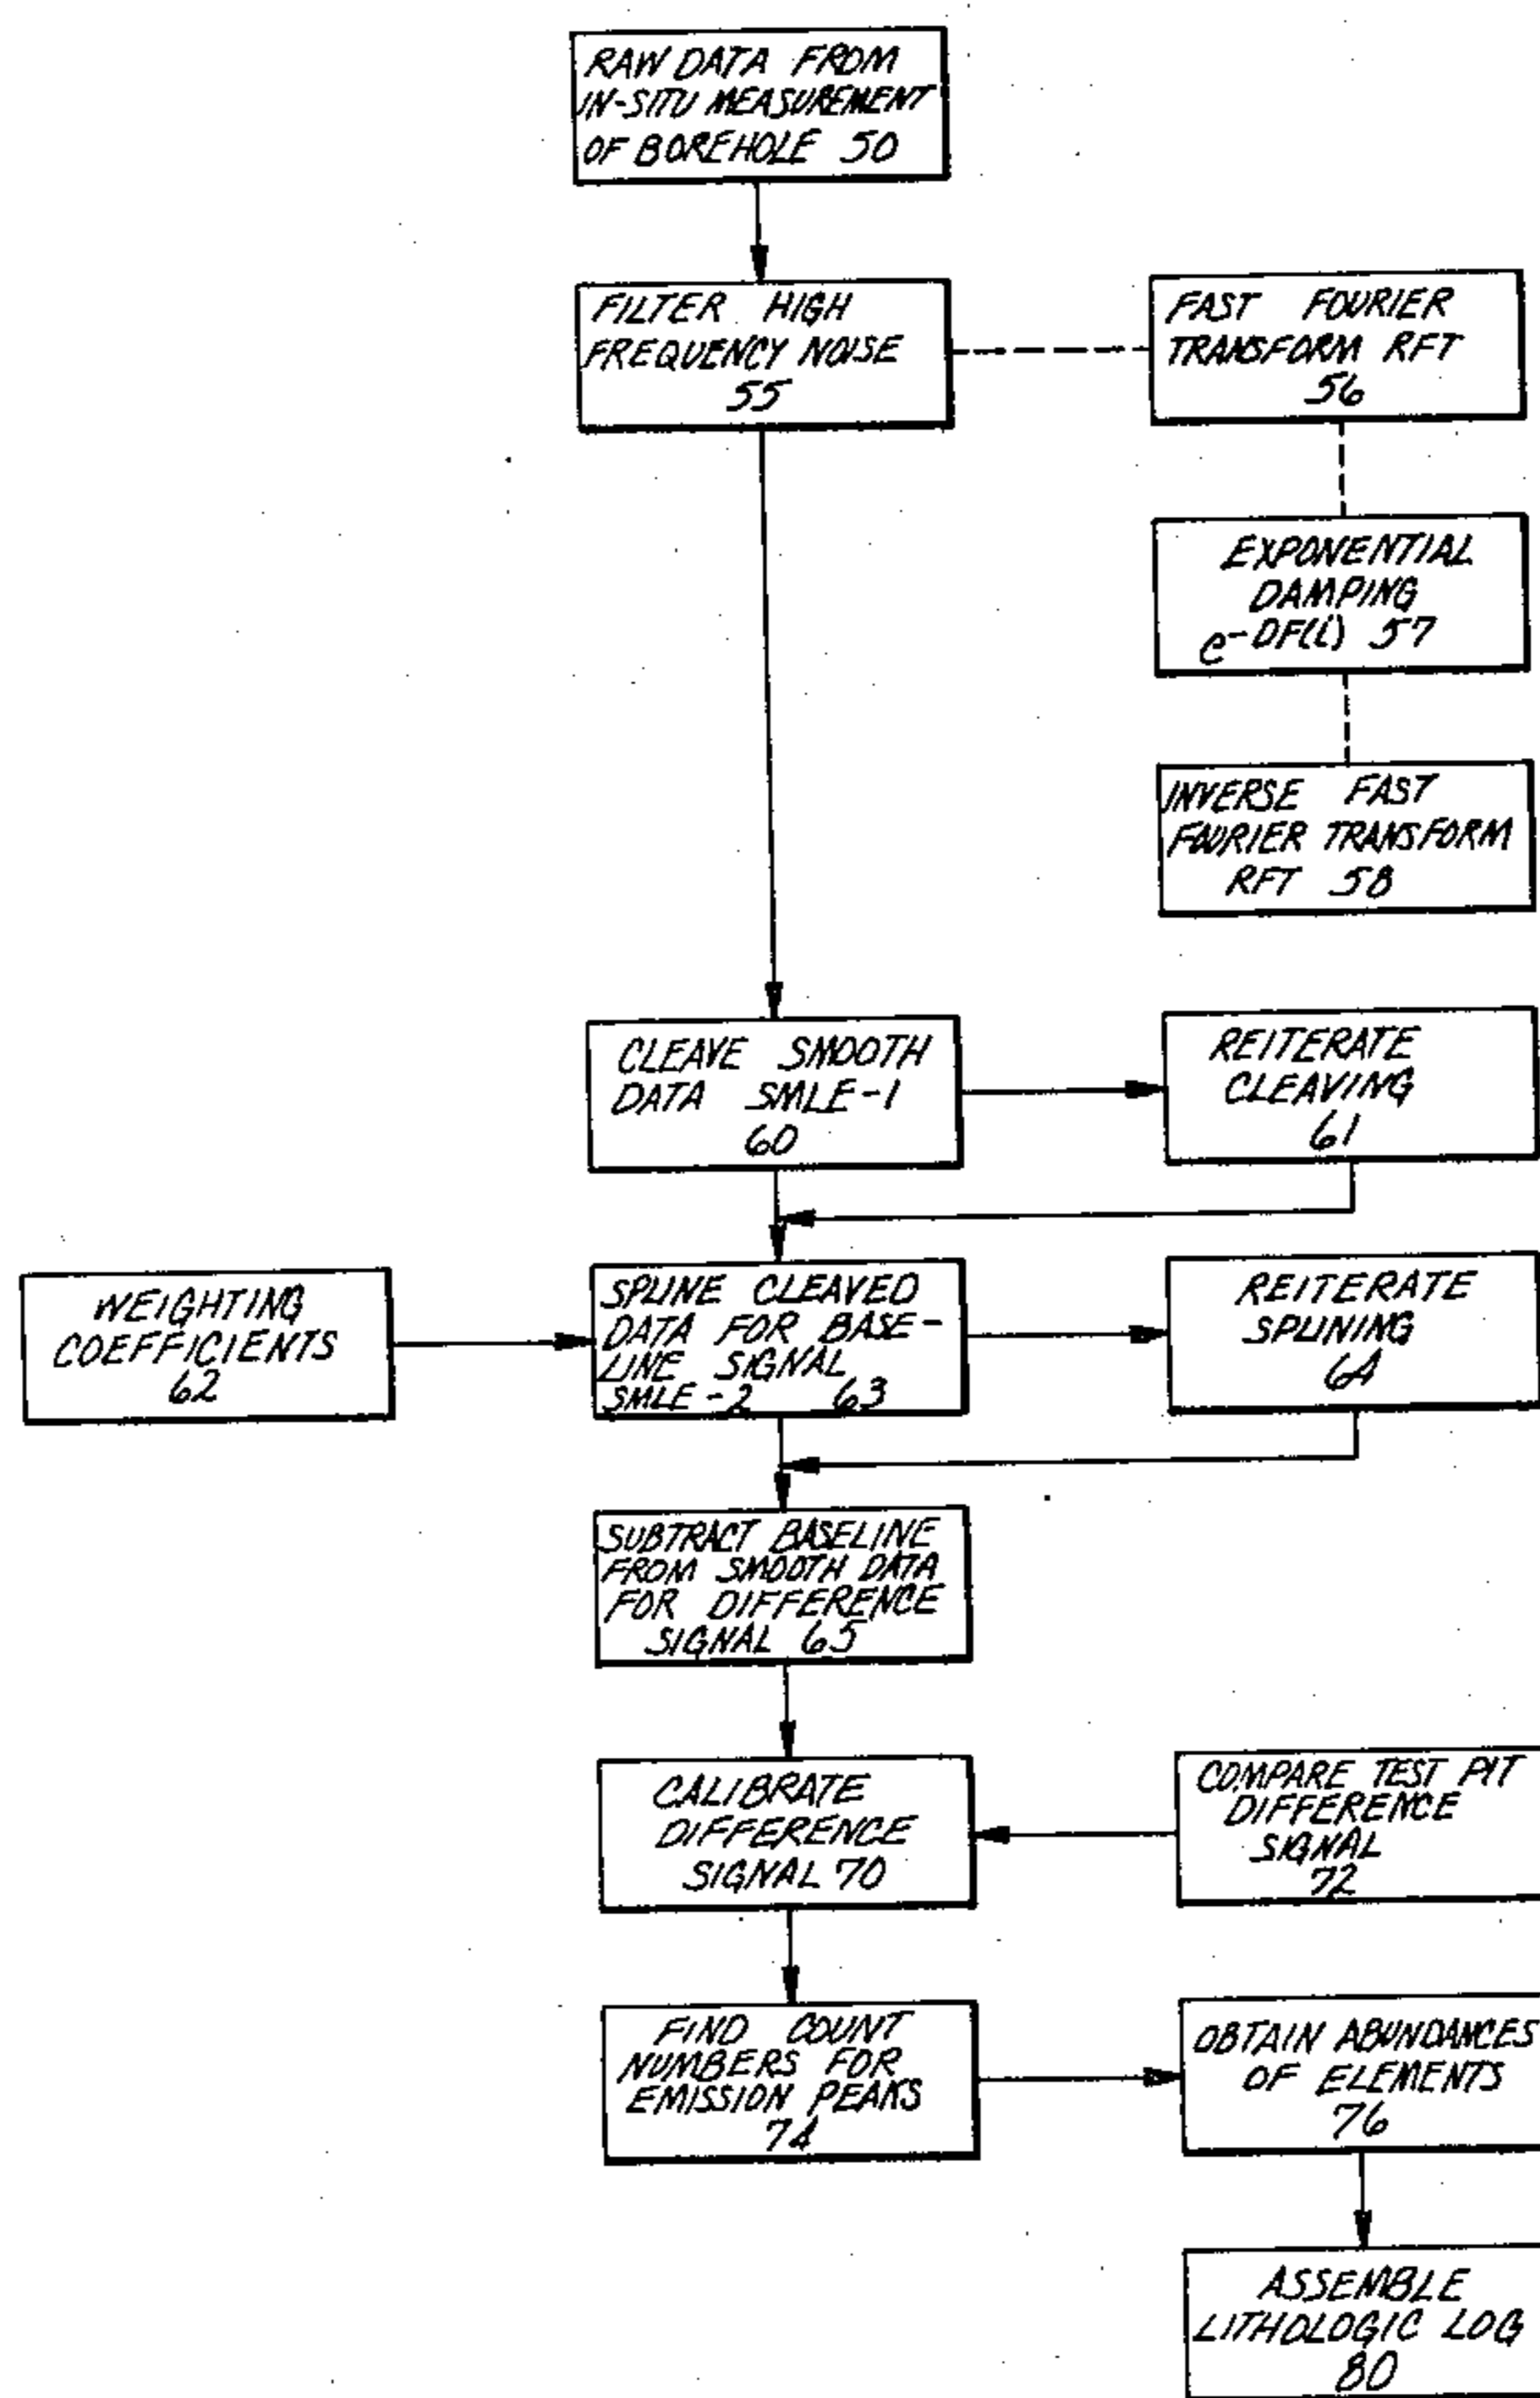 RAW DATA FROM
IN-SITU MEASUREMENT
OF BOREHOLE 50
FILTER HIGH
FREQUENCY NOISE
55
FAST FOURIER
TRANSFORM RFT
56
EXPONENTIAL
DAMPING
e-DF(i) 57
INVERSE FAST
FOURIER TRANSFORM
RFT 58
CLEAVE SMOOTH
DATA SMLE-1
60
REITERATE
CLEAVING
61
WEIGHTING
COEFFICIENTS
62
SPLINE CLEAVED
DATA FOR BASE-
LINE SIGNAL
SMLE-2 63
REITERATE
SPLINING
64
SUBTRACT BASELINE
FROM SMOOTH DATA
FOR DIFFERENCE
SIGNAL 65
CALIBRATE
DIFFERENCE
SIGNAL 70
COMPARE TEST PIT
DIFFERENCE
SIGNAL
72
FIND COUNT
NUMBERS FOR
EMISSION PEAKS
74
OBTAIN ABUNDANCES
OF ELEMENTS
76
ASSEMBLE
LITHOLOGIC LOG
80